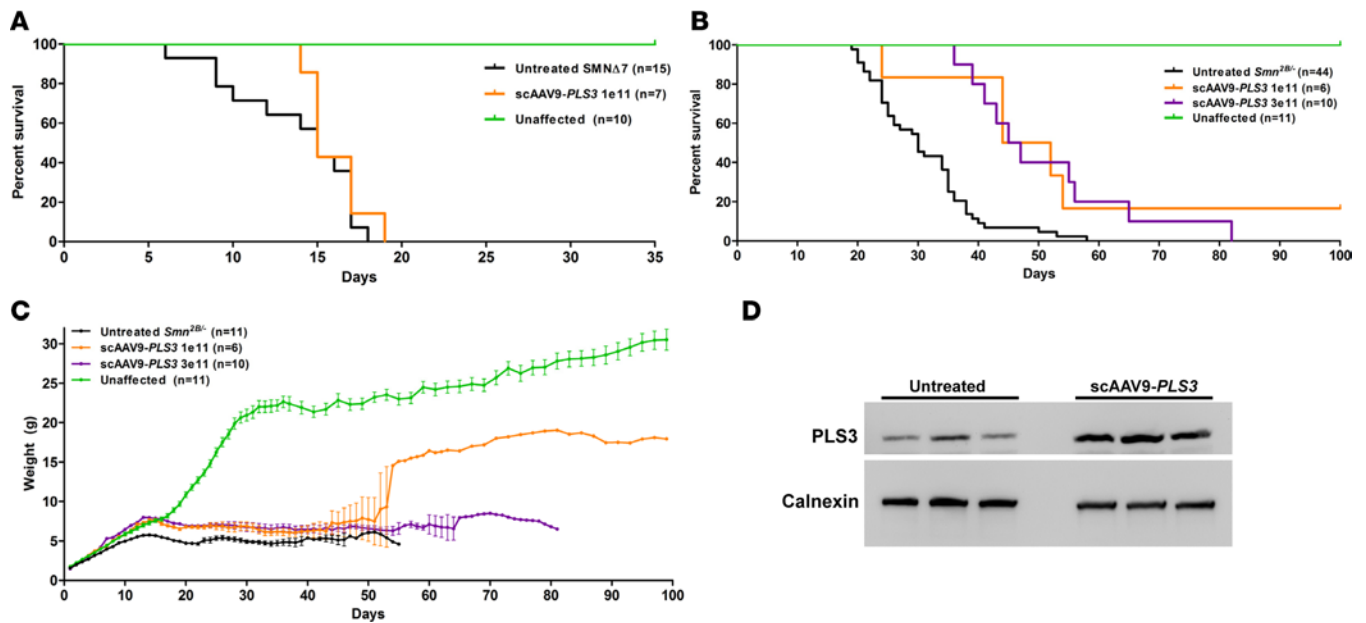 A
Percent survival
100
80
60
40
20
0
0 5 10 15 20 25 30 35
Days
Untreated SMNΔ7 (n=15)
scAAV9-PLS3 1e11 (n=7)
Unaffected (n=10)
B
Percent survival
100
80
60
40
20
0
0 10 20 30 40 50 60 70 80 90 100
Days
Untreated Smn2B/- (n=44)
scAAV9-PLS3 1e11 (n=6)
scAAV9-PLS3 3e11 (n=10)
Unaffected (n=11)
C
Untreated Smn2B/- (n=11)
scAAV9-PLS3 1e11 (n=6)
scAAV9-PLS3 3e11 (n=10)
Unaffected (n=11)
Weight (g)
30
25
20
15
10
5
0
0 10 20 30 40 50 60 70 80 90 100
Days
D
Untreated scAAV9-PLS3
PLS3
Calnexin